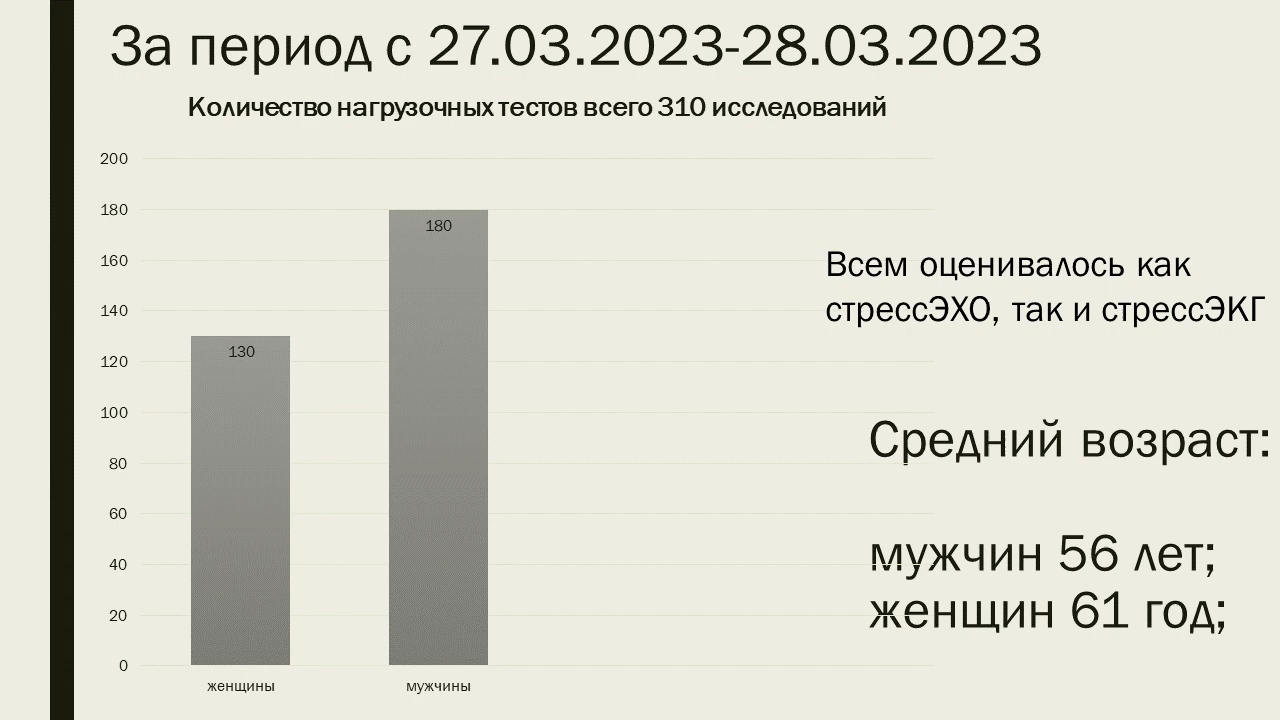 За период с 27.03.2023-28.03.2023
Количество нагрузочных тестов всего 310 исследований
200
180
160
140
120
100
80
60
40
20
0
130
180
женщины
мужчины
Всем оценивалось как
стрессЭХО, так и стрессЭКГ
Средний возраст:
мужчин 56 лет;
женщин 61 год;